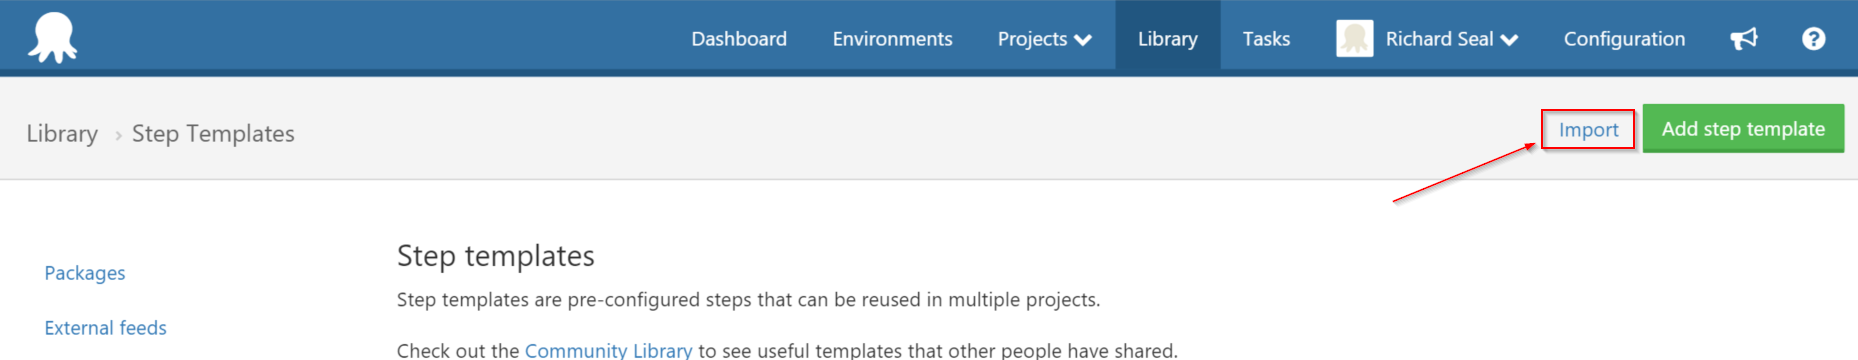 Dashboard Environments Projects Library Tasks Richard Seal Configuration
Library › Step Templates Import Add step template
Step templates
Packages
Step templates are pre-configured steps that can be reused in multiple projects.
External feeds
Check out the Community Library to see useful templates that other people have shared.